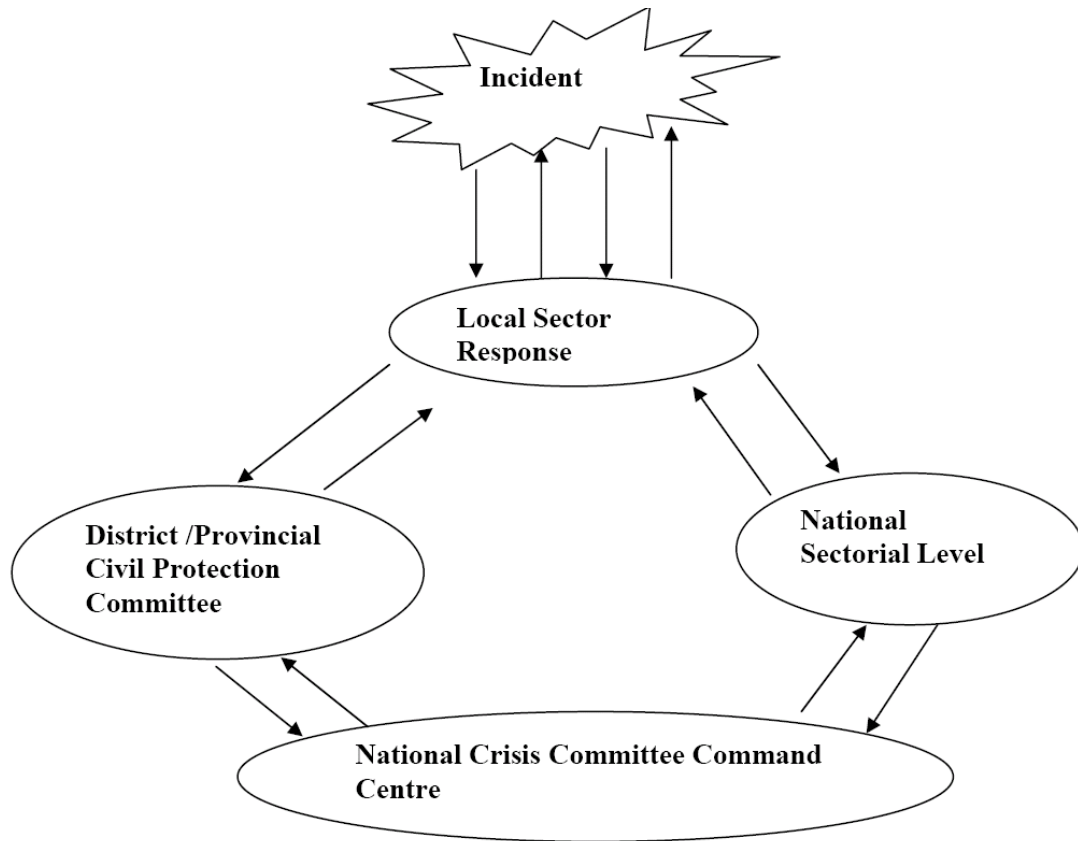 Incident
Local Sector
Response
District /Provincial
Civil Protection
Committee
National
Sectorial Level
National Crisis Committee Command
Centre